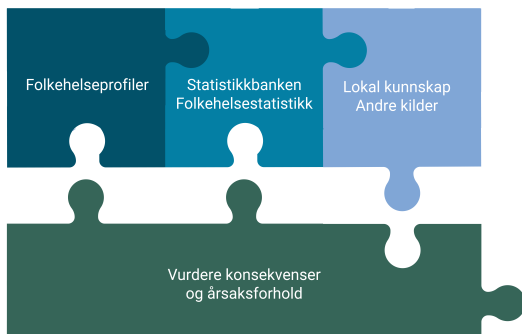 Folkehelseprofiler
Statistikkbanken
Folkehelsestatistikk
Lokal kunnskap
Andre kilder
Vurdere konsekvenser
og årsaksforhold